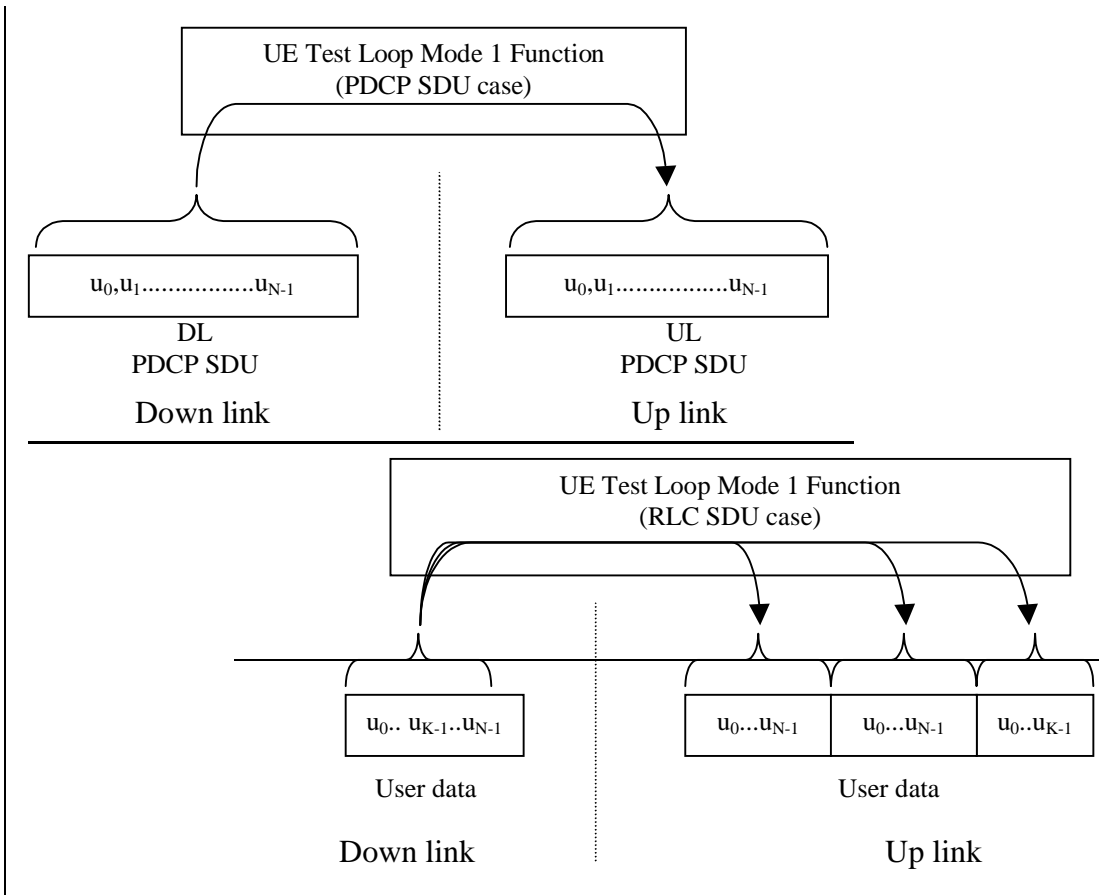 UE Test Loop Mode 1 Function
(PDCP SDU case)
u0,u1.................uN-1
u0,u1.................uN-1
DL
PDCP SDU
UL
PDCP SDU
Down link
Up link
UE Test Loop Mode 1 Function
(RLC SDU case)
u0.. uK-1..uN-1
u0...uN-1
u0...uN-1
u0..uK-1
User data
User data
Down link
Up link